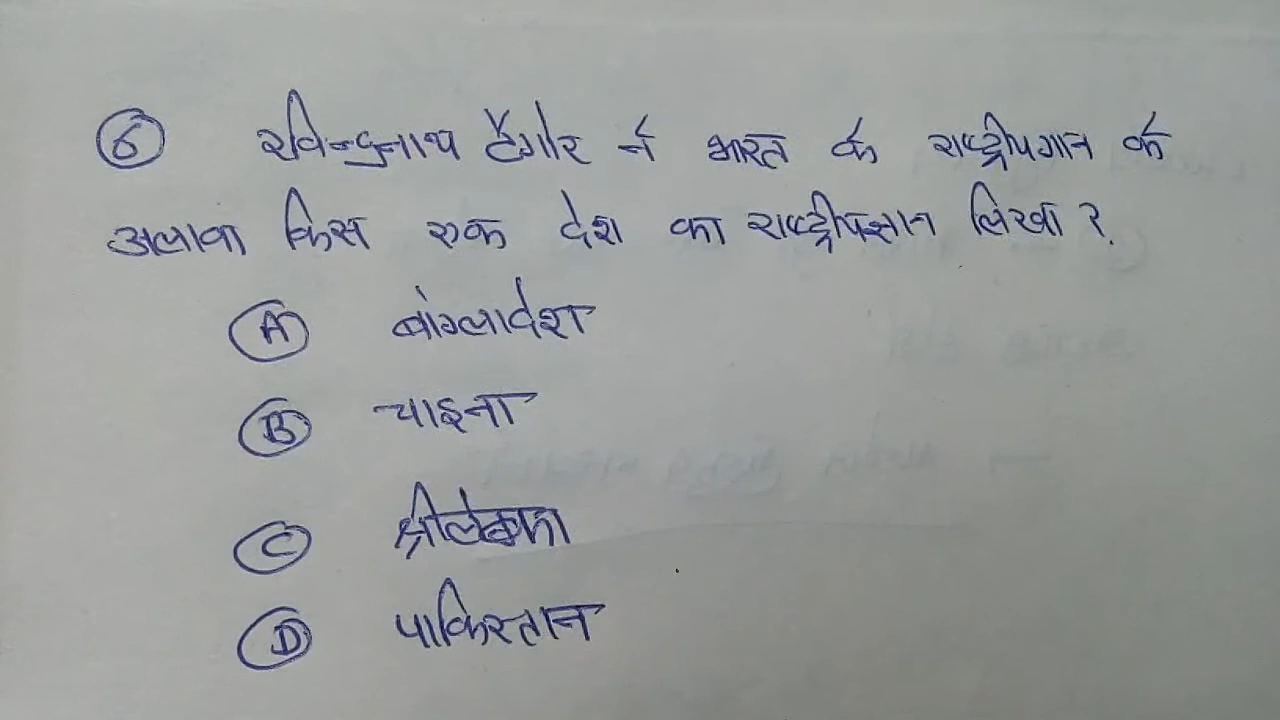 6 रविन्द्रनाथ टैगोर ने भारत के राष्ट्रीयगान के
अलावा किस एक देश का राष्ट्रीयगान लिखा?
A बांग्लादेश
B चाइना
C श्रीलंका
D पाकिस्तान